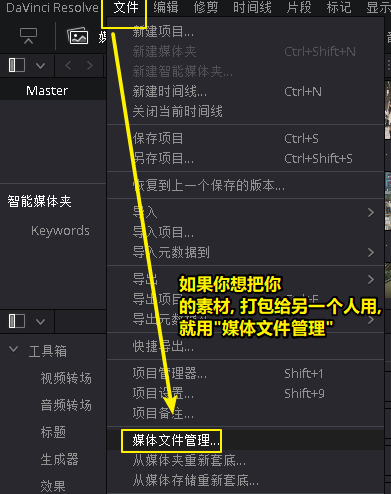 DaVinci Resolve 文件 编辑 修剪 时间线 片段 标记 显示
Master
智能媒体夹
Keywords
工具箱
视频转场
音频转场
标题
生成器
效果
新建项目...
新建媒体夹 Ctrl+Shift+N
新建智能媒体夹...
新建时间线... Ctrl+N
关闭当前时间线
保存项目 Ctrl+S
另存项目... Ctrl+Shift+S
恢复到上一个保存的版本...
导入
导入项目...
导入元数据到
导出
导出项目
导出元数据
快捷导出...
项目管理器... Shift+1
项目设置... Shift+9
项目备注...
媒体文件管理...
从媒体夹重新套底...
从媒体存储重新套底...
如果你想把你
的素材, 打包给另一个人用,
就用"媒体文件管理"